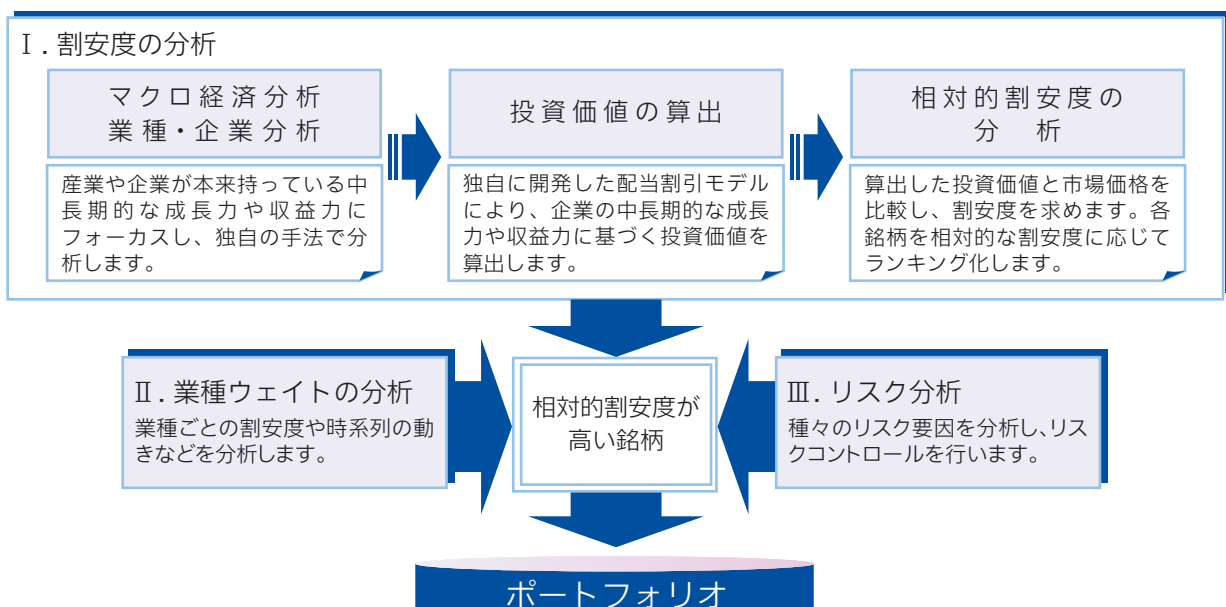 Ⅰ. 割安度の分析
マクロ経済分析
業種・企業分析
産業や企業が本来持っている中
長期的な成長力や収益力に
フォーカスし、独自の手法で分
析します。
投資価値の算出
独自に開発した配当割引モデル
により、企業の中長期的な成長
力や収益力に基づく投資価値を
算出します。
相対的割安度の
分 析
算出した投資価値と市場価格を
比較し、割安度を求めます。各
銘柄を相対的な割安度に応じて
ランキング化します。
Ⅱ. 業種ウェイトの分析
業種ごとの割安度や時系列の動
きなどを分析します。
相対的割安度が
高い銘柄
Ⅲ. リスク分析
種々のリスク要因を分析し、リス
クコントロールを行います。
ポートフォリオ